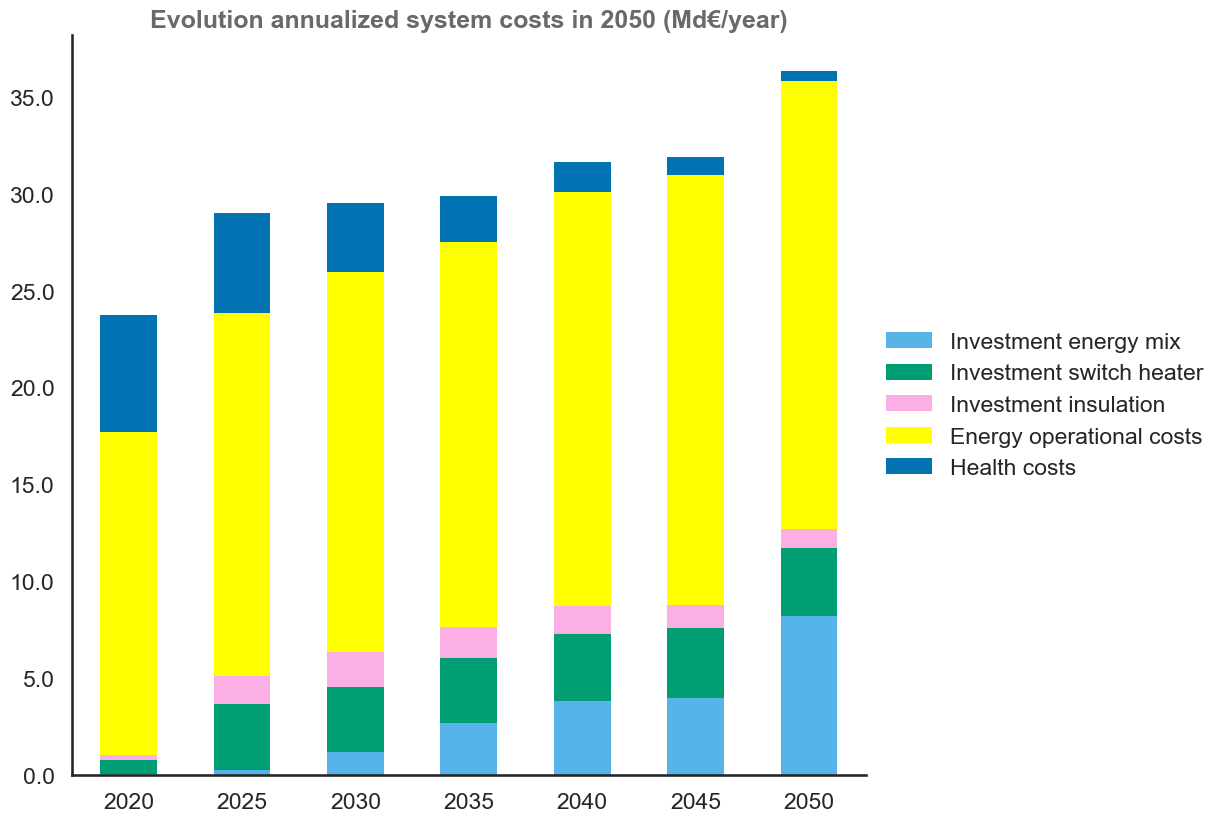 Evolution annualized system costs in 2050 (Md€/year)
35.0
30.0
25.0
20.0
15.0
10.0
5.0
0.0
2020 2025 2030 2035 2040 2045 2050
Investment energy mix
Investment switch heater
Investment insulation
Energy operational costs
Health costs